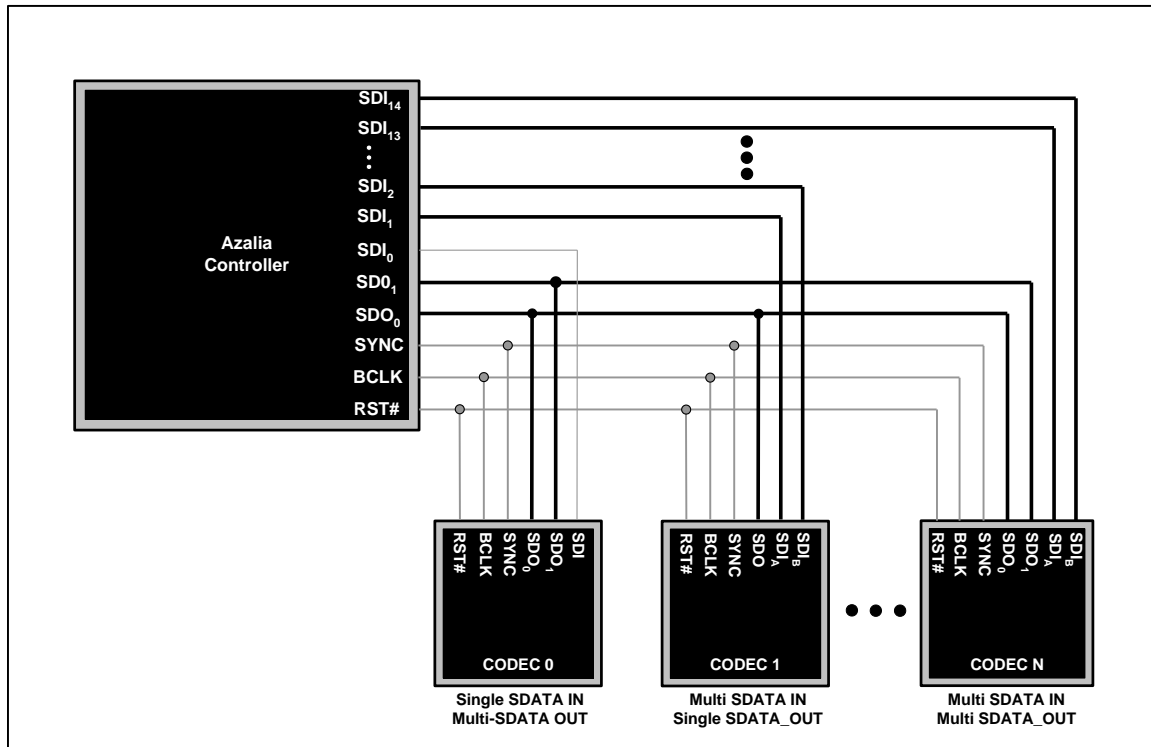 SDI14
SDI13
SDI2
SDI1
Azalia
Controller
SDI0
SD01
SDO0
SYNC
BCLK
RST#
RST#
BCLK
SYNC
SDO0
SDO1
SDI
CODEC 0
RST#
BCLK
SYNC
SDO
SDIA
SDIB
CODEC 1
RST#
BCLK
SYNC
SDO0
SDO1
SDIA
SDIB
CODEC N
Single SDATA IN
Multi-SDATA OUT
Multi SDATA IN
Single SDATA_OUT
Multi SDATA IN
Multi SDATA_OUT